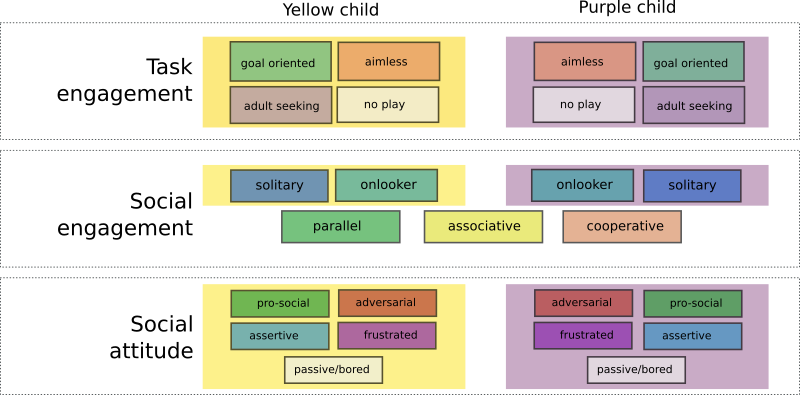 Yellow child
Purple child
Task
engagement
goal oriented
aimless
adult seeking
no play
aimless
goal oriented
no play
adult seeking
Social
engagement
solitary
onlooker
onlooker
solitary
parallel
associative
cooperative
Social
attitude
pro-social
adversarial
assertive
frustrated
passive/bored
adversarial
pro-social
frustrated
assertive
passive/bored